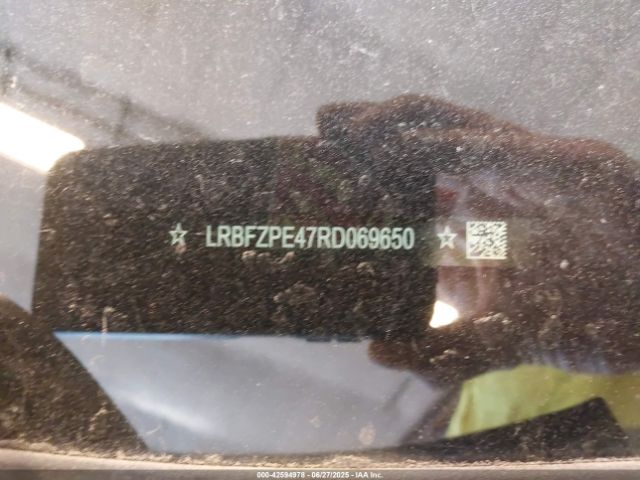 ☆ LRBFZPE47RD069650 ☆
000-42594978 - 06/27/2025 - IAA Inc.